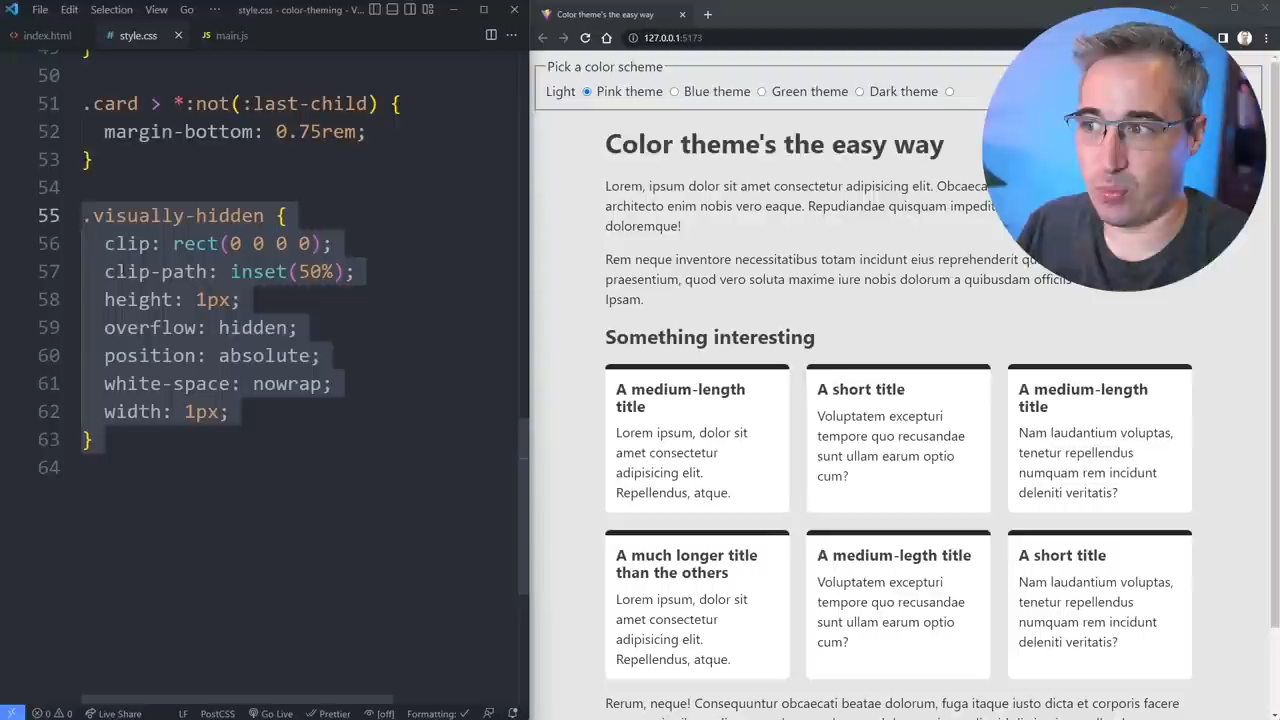 File Edit Selection View Go ··· style.css - color-theming - V...
index.html style.css main.js
50
51 .card > *:not(:last-child) {
52 margin-bottom: 0.75rem;
53 }
54
55 .visually-hidden {
56 clip: rect(0 0 0 0);
57 clip-path: inset(50%);
58 height: 1px;
59 overflow: hidden;
60 position: absolute;
61 white-space: nowrap;
62 width: 1px;
63 }
64
0 0 Live Share LF PostCSS Go Live Prettier [off] Formatting:
Color theme's the easy way
127.0.0.1:5173
Pick a color scheme
Light Pink theme Blue theme Green theme Dark theme
Color theme's the easy way
Lorem, ipsum dolor sit amet consectetur adipisicing elit.
architecto enim nobis vero eaque. Repudiandae quisquam
doloremque!
Rem neque inventore necessitatibus totam incidunt eius reprehenderit
praesentium, quod vero soluta maxime iure nobis dolorum a quibusdam officiis
Ipsam.
Something interesting
A medium-length
title
Lorem ipsum, dolor sit
amet consectetur
adipisicing elit.
Repellendus, atque.
A short title
Voluptatem excepturi
tempore quo recusandae
sunt ullam earum optio
cum?
A medium-length
title
Nam laudantium voluptas,
tenetur repellendus
numquam rem incidunt
deleniti veritatis?
A much longer title
than the others
Lorem ipsum, dolor sit
amet consectetur
adipisicing elit.
Repellendus, atque.
A medium-legth title
Voluptatem excepturi
tempore quo recusandae
sunt ullam earum optio
cum?
A short title
Nam laudantium voluptas,
tenetur repellendus
numquam rem incidunt
deleniti veritatis?
Rerum, neque! Consequuntur obcaecati beatae dolorum, fuga itaque iusto dicta et corporis facere